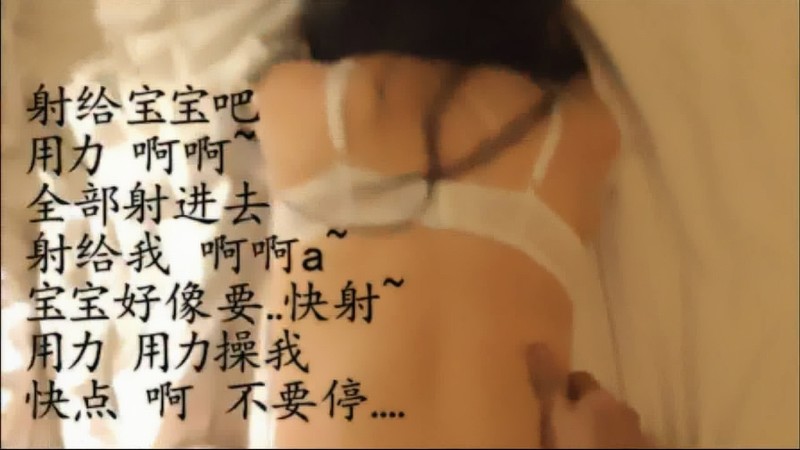 射给宝宝吧
用力 啊啊~
全部射进去
射给我 啊啊a~
宝宝好像要..快射~
用力 用力操我
快点 啊 不要停....